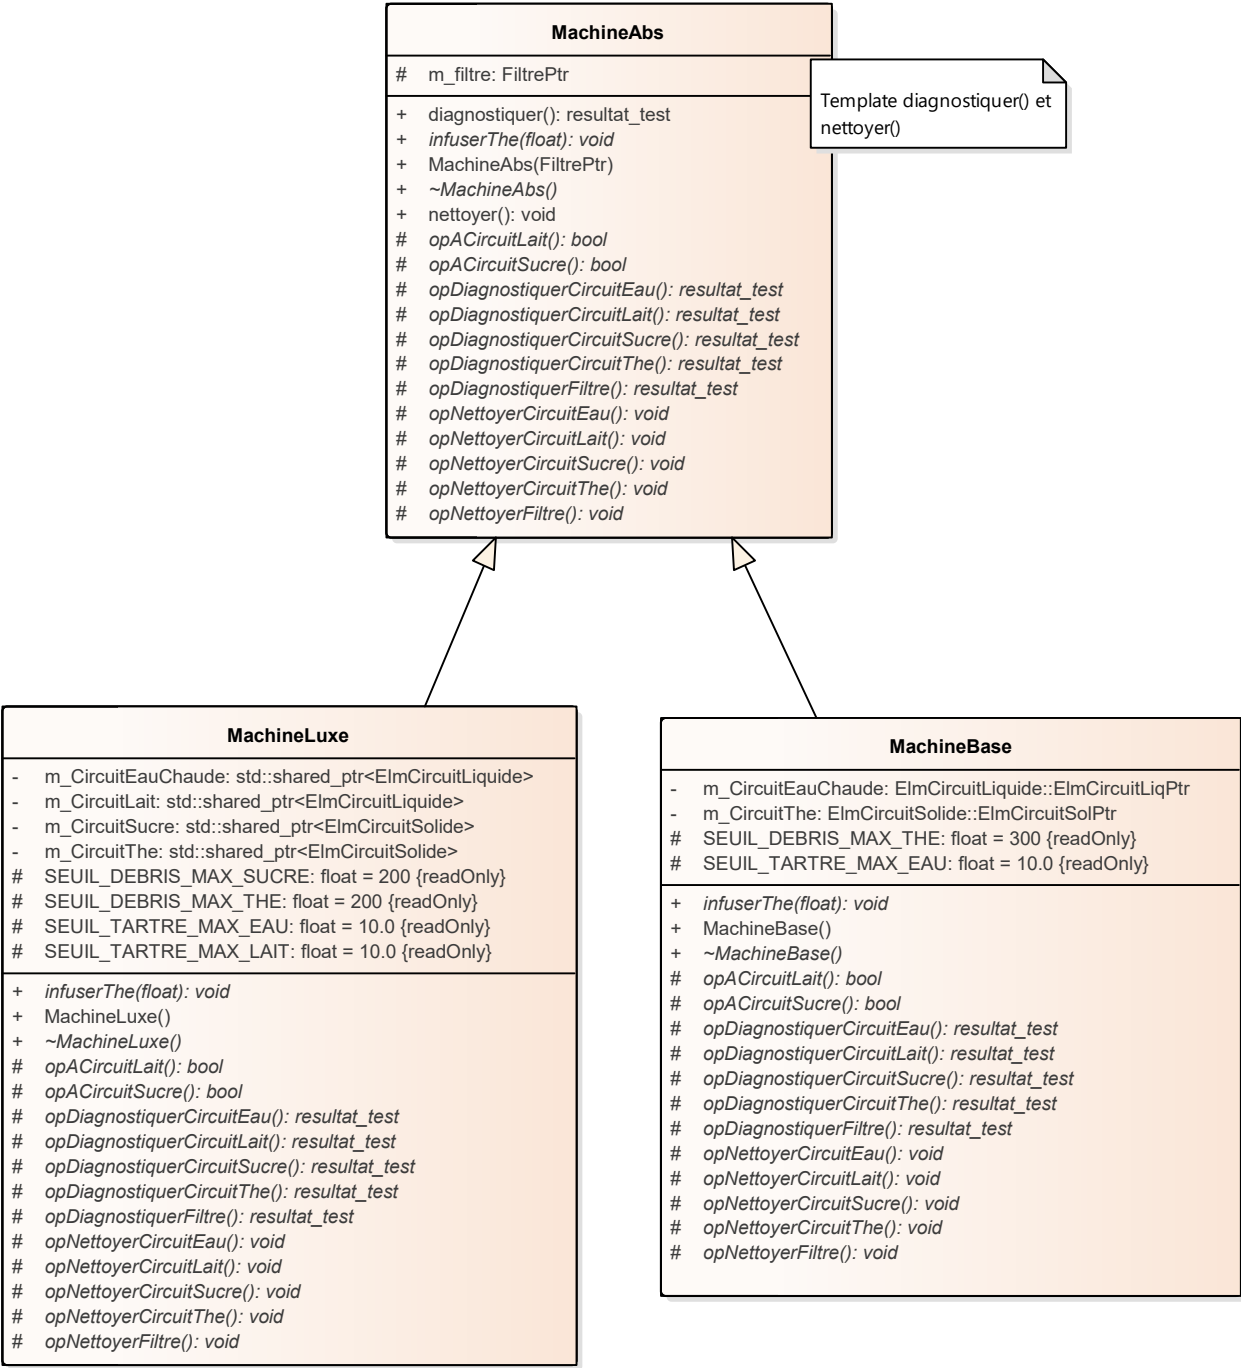 MachineAbs
# m_filtre: FiltrePtr
+ diagnostiquer(): resultat_test
+ infuserThe(float): void
+ MachineAbs(FiltrePtr)
+ ~MachineAbs()
+ nettoyer(): void
# opACircuitLait(): bool
# opACircuitSucre(): bool
# opDiagnostiquerCircuitEau(): resultat_test
# opDiagnostiquerCircuitLait(): resultat_test
# opDiagnostiquerCircuitSucre(): resultat_test
# opDiagnostiquerCircuitThe(): resultat_test
# opDiagnostiquerFiltre(): resultat_test
# opNettoyerCircuitEau(): void
# opNettoyerCircuitLait(): void
# opNettoyerCircuitSucre(): void
# opNettoyerCircuitThe(): void
# opNettoyerFiltre(): void
Template diagnostiquer() et
nettoyer()
MachineLuxe
- m_CircuitEauChaude: std::shared_ptr<ElmCircuitLiquide>
- m_CircuitLait: std::shared_ptr<ElmCircuitLiquide>
- m_CircuitSucre: std::shared_ptr<ElmCircuitSolide>
- m_CircuitThe: std::shared_ptr<ElmCircuitSolide>
# SEUIL_DEBRIS_MAX_SUCRE: float = 200 {readOnly}
# SEUIL_DEBRIS_MAX_THE: float = 200 {readOnly}
# SEUIL_TARTRE_MAX_EAU: float = 10.0 {readOnly}
# SEUIL_TARTRE_MAX_LAIT: float = 10.0 {readOnly}
+ infuserThe(float): void
+ MachineLuxe()
+ ~MachineLuxe()
# opACircuitLait(): bool
# opACircuitSucre(): bool
# opDiagnostiquerCircuitEau(): resultat_test
# opDiagnostiquerCircuitLait(): resultat_test
# opDiagnostiquerCircuitSucre(): resultat_test
# opDiagnostiquerCircuitThe(): resultat_test
# opDiagnostiquerFiltre(): resultat_test
# opNettoyerCircuitEau(): void
# opNettoyerCircuitLait(): void
# opNettoyerCircuitSucre(): void
# opNettoyerCircuitThe(): void
# opNettoyerFiltre(): void
MachineBase
- m_CircuitEauChaude: ElmCircuitLiquide::ElmCircuitLiqPtr
- m_CircuitThe: ElmCircuitSolide::ElmCircuitSolPtr
# SEUIL_DEBRIS_MAX_THE: float = 300 {readOnly}
# SEUIL_TARTRE_MAX_EAU: float = 10.0 {readOnly}
+ infuserThe(float): void
+ MachineBase()
+ ~MachineBase()
# opACircuitLait(): bool
# opACircuitSucre(): bool
# opDiagnostiquerCircuitEau(): resultat_test
# opDiagnostiquerCircuitLait(): resultat_test
# opDiagnostiquerCircuitSucre(): resultat_test
# opDiagnostiquerCircuitThe(): resultat_test
# opDiagnostiquerFiltre(): resultat_test
# opNettoyerCircuitEau(): void
# opNettoyerCircuitLait(): void
# opNettoyerCircuitSucre(): void
# opNettoyerCircuitThe(): void
# opNettoyerFiltre(): void